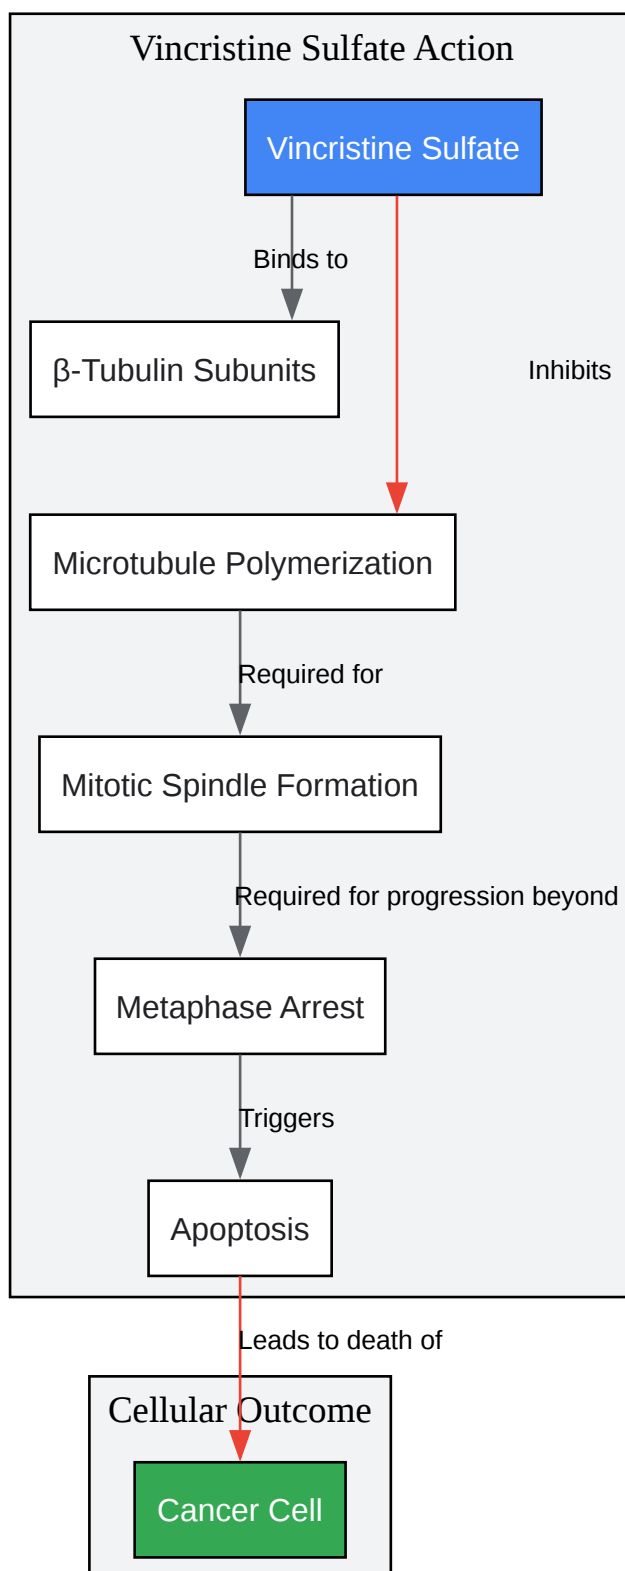 Vincristine Sulfate Action
Vincristine Sulfate
Binds to
β-Tubulin Subunits
Inhibits
Microtubule Polymerization
Required for
Mitotic Spindle Formation
Required for progression beyond
Metaphase Arrest
Triggers
Apoptosis
Leads to death of
Cellular Outcome
Cancer Cell